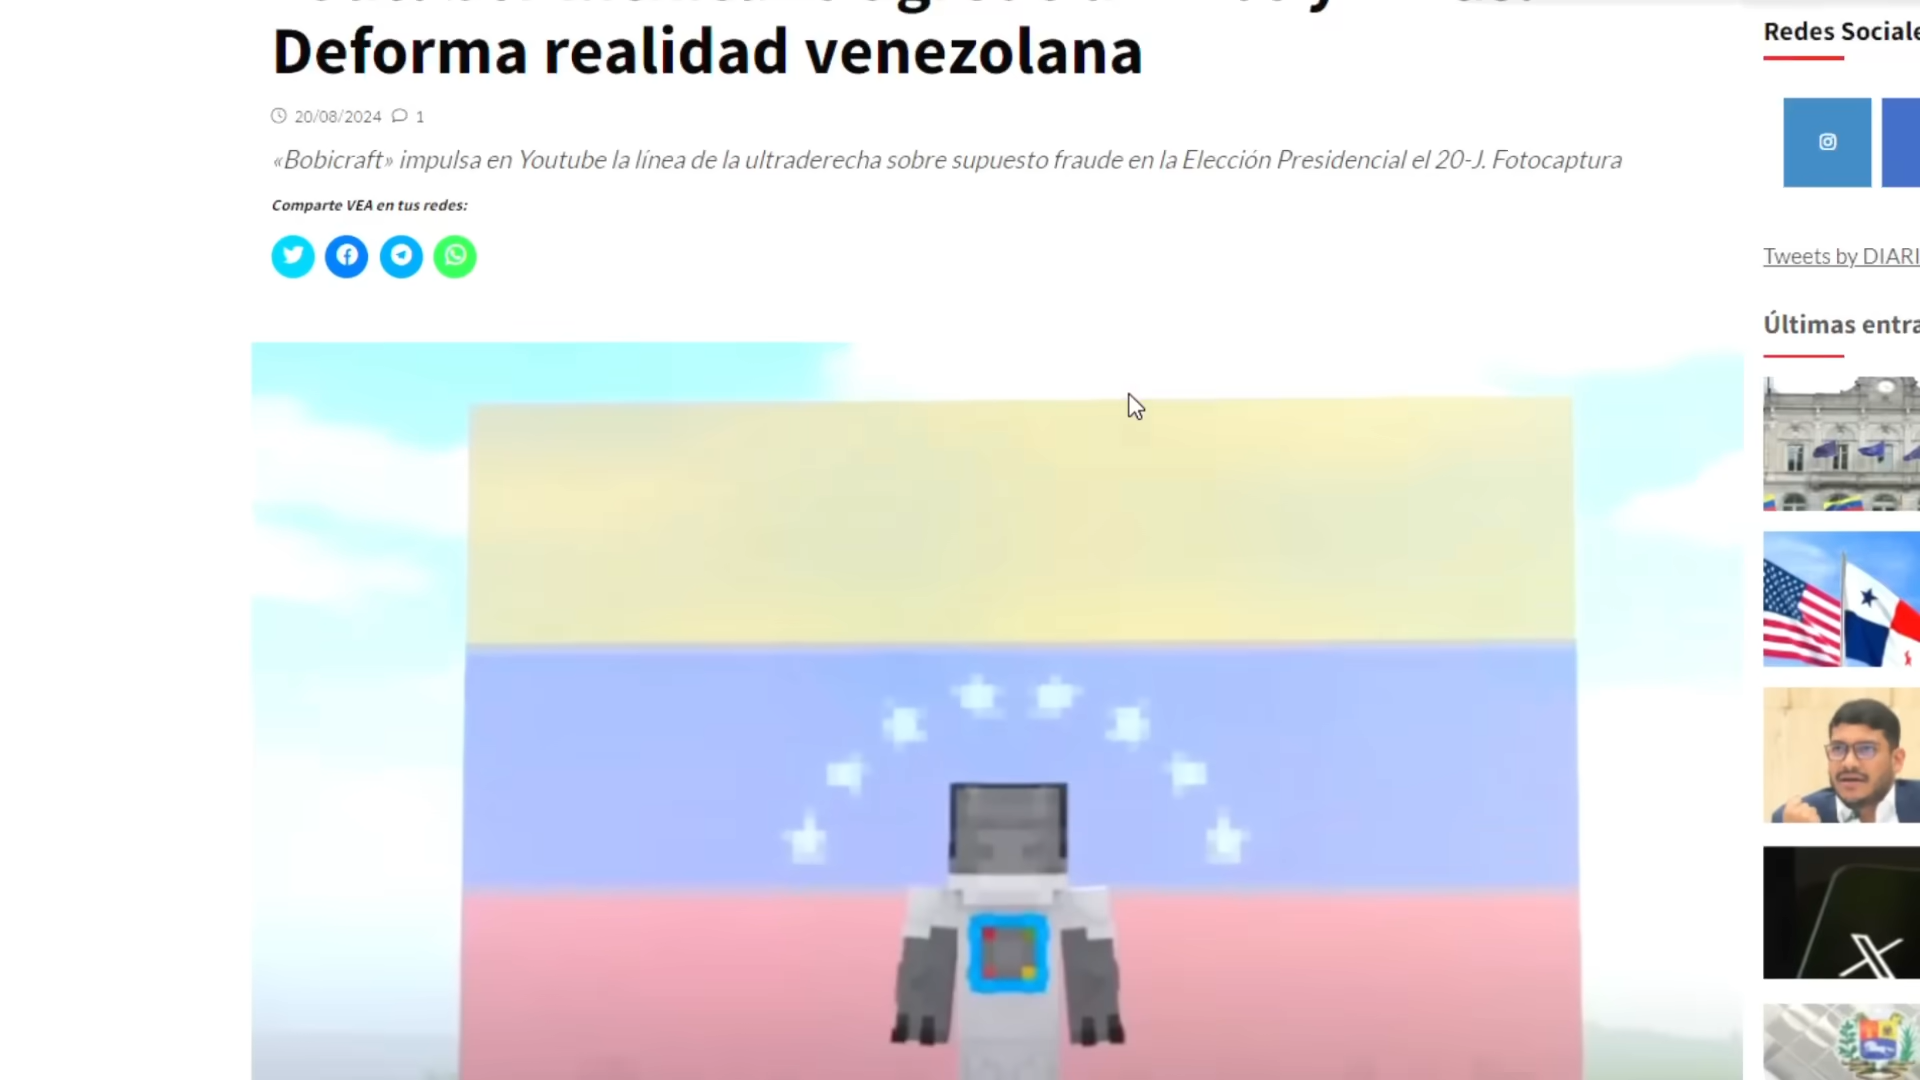 Deforma realidad venezolana
20/08/2024 1
«Bobicraft» impulsa en Youtube la línea de la ultraderecha sobre supuesto fraude en la Elección Presidencial el 20-J. Fotocaptura
Comparte VEA en tus redes:
Redes Sociale
Tweets by DIARI
Últimas entra